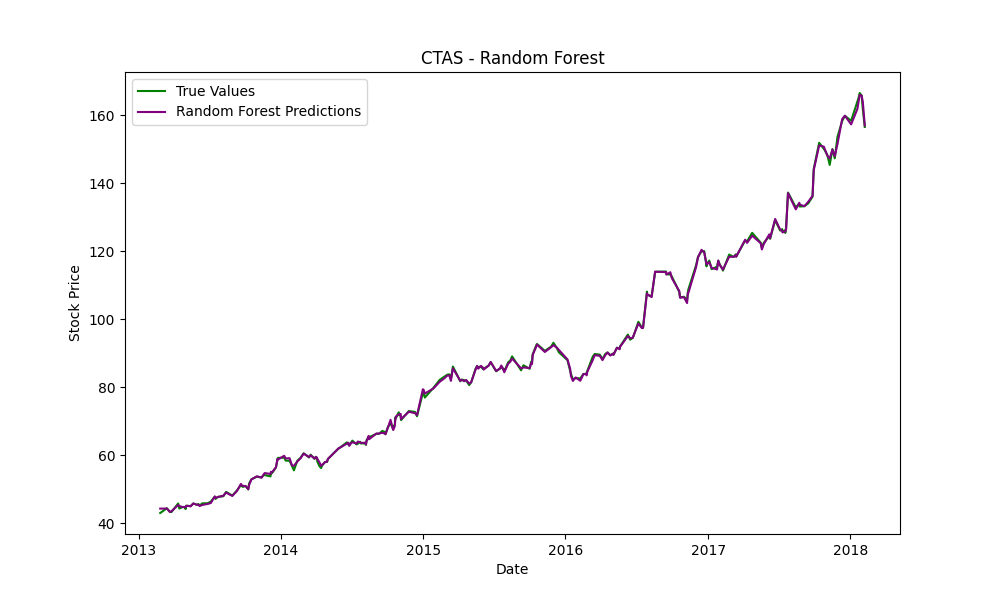 CTAS - Random Forest
True Values
Random Forest Predictions
160
140
120
100
80
60
40
Stock Price
2013 2014 2015 2016 2017 2018
Date